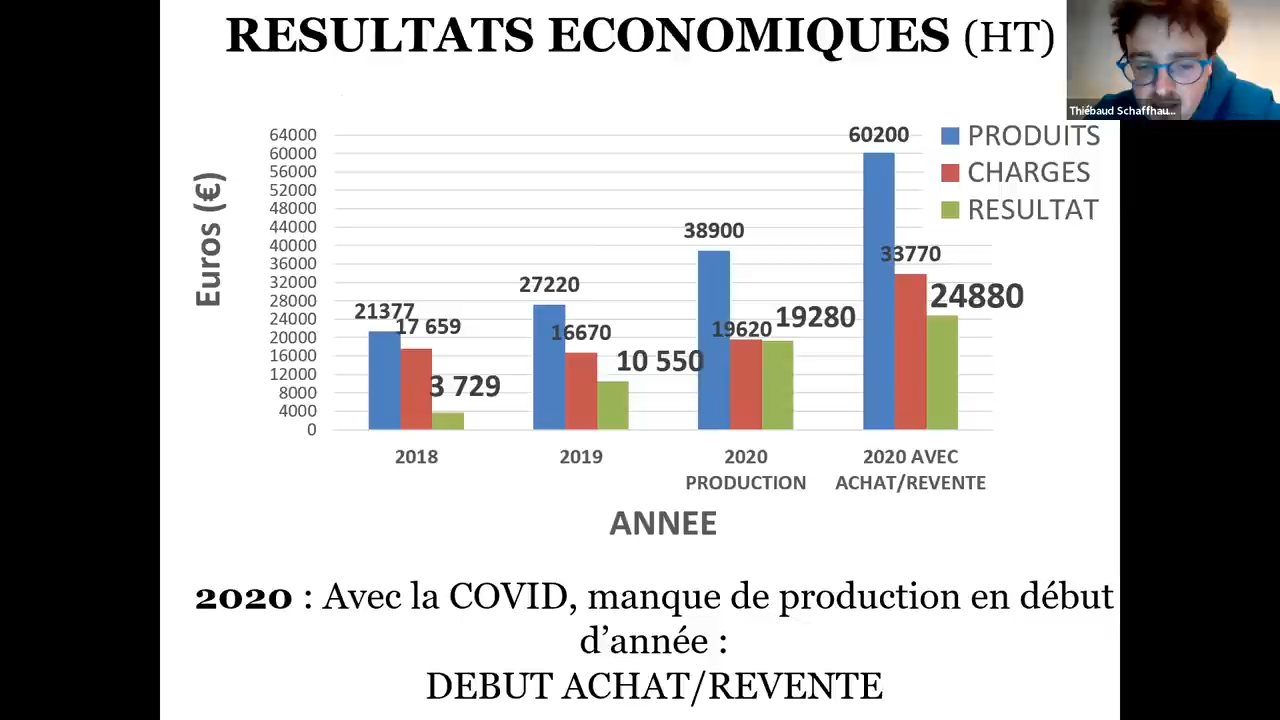 RESULTATS ECONOMIQUES (HT)
Thiébaud Schaffhau...
Euros (€)
64000
60000
56000
52000
48000
44000
40000
36000
32000
28000
24000
20000
16000
12000
8000
4000
0
21377
17 659
3 729
27220
16670
10 550
38900
19620
19280
60200
33770
24880
PRODUITS
CHARGES
RESULTAT
2018
2019
2020
PRODUCTION
2020 AVEC
ACHAT/REVENTE
ANNEE
2020 : Avec la COVID, manque de production en début
d’année :
DEBUT ACHAT/REVENTE